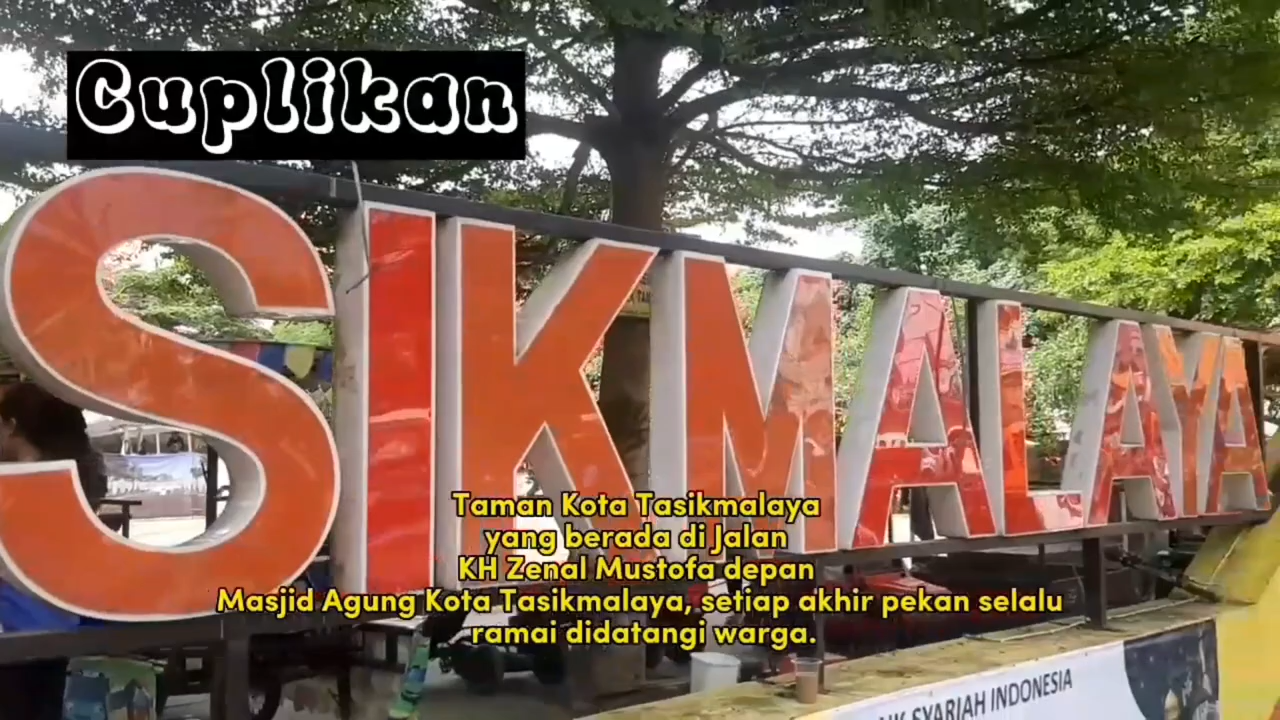 Cuplikan
SIKMALAYA
Taman Kota Tasikmalaya
yang berada di Jalan
KH Zenal Mustofa depan
Masjid Agung Kota Tasikmalaya, setiap akhir pekan selalu
ramai didatangi warga.
SYARIAH INDONESIA